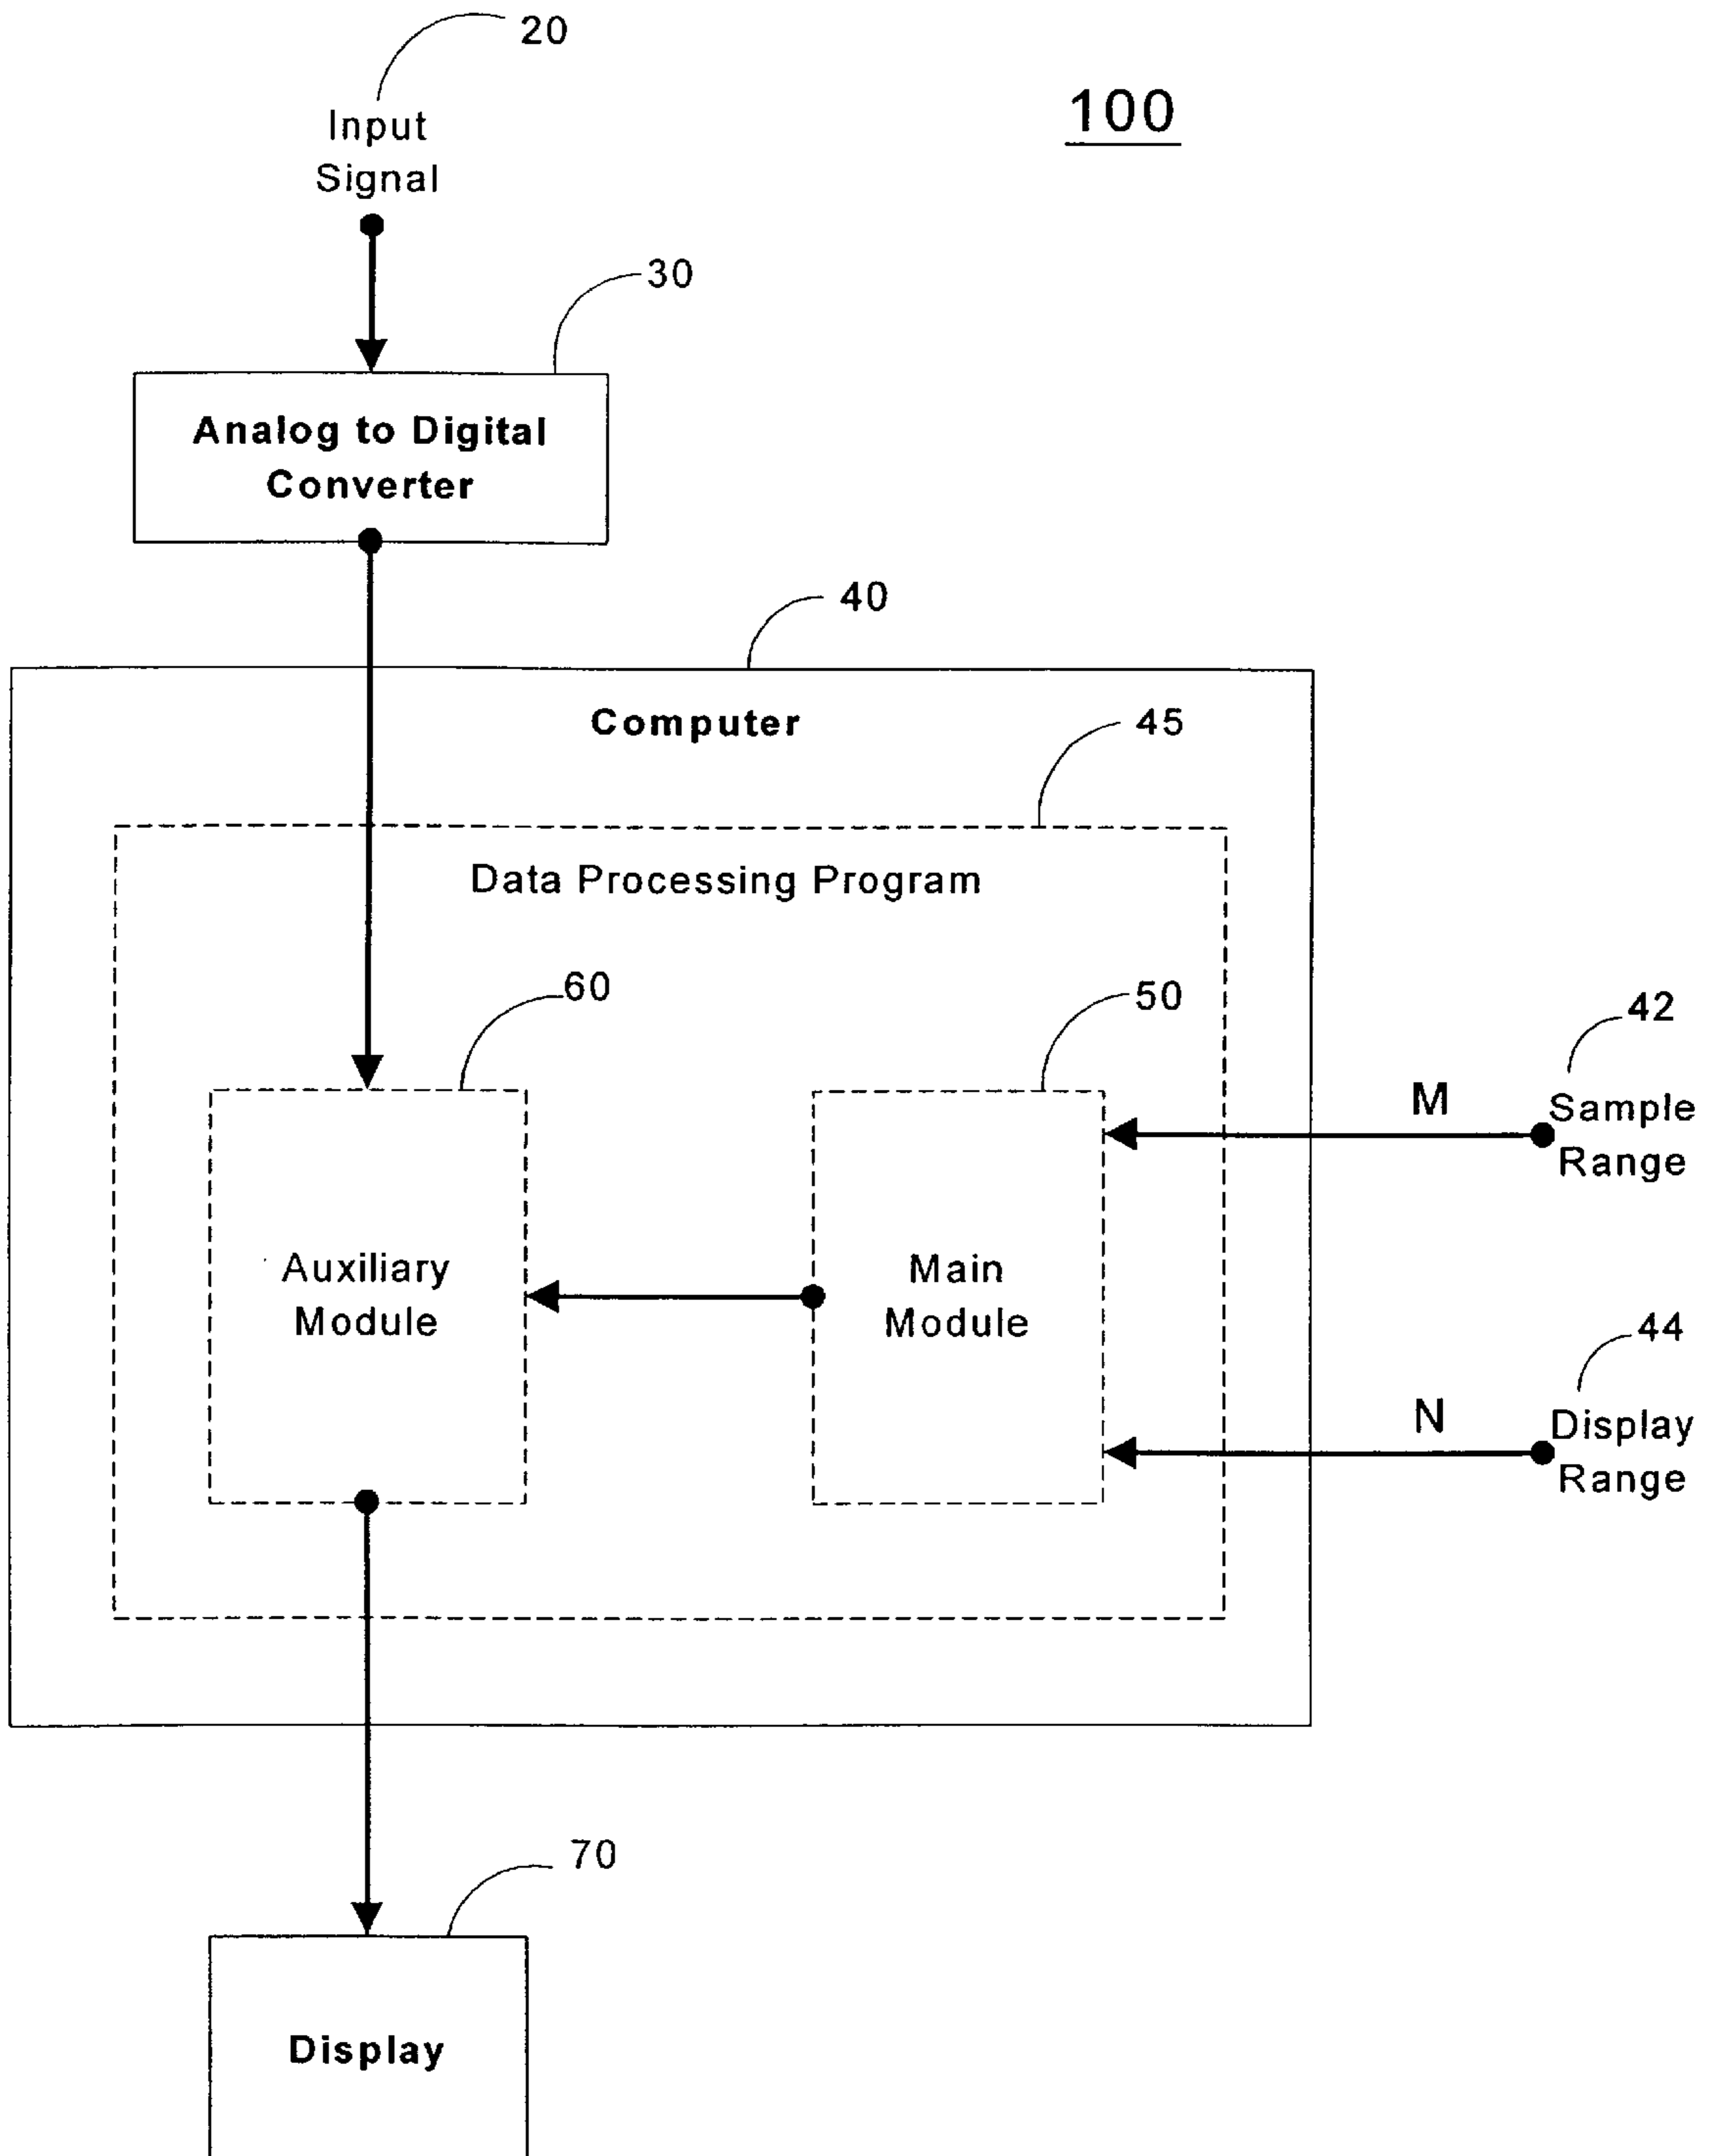 20
100
Input
Signal
30
Analog to Digital
Converter
40
Computer
45
Data Processing Program
60
50
42
M
Sample
Range
Auxiliary
Module
Main
Module
44
N
Display
Range
70
Display